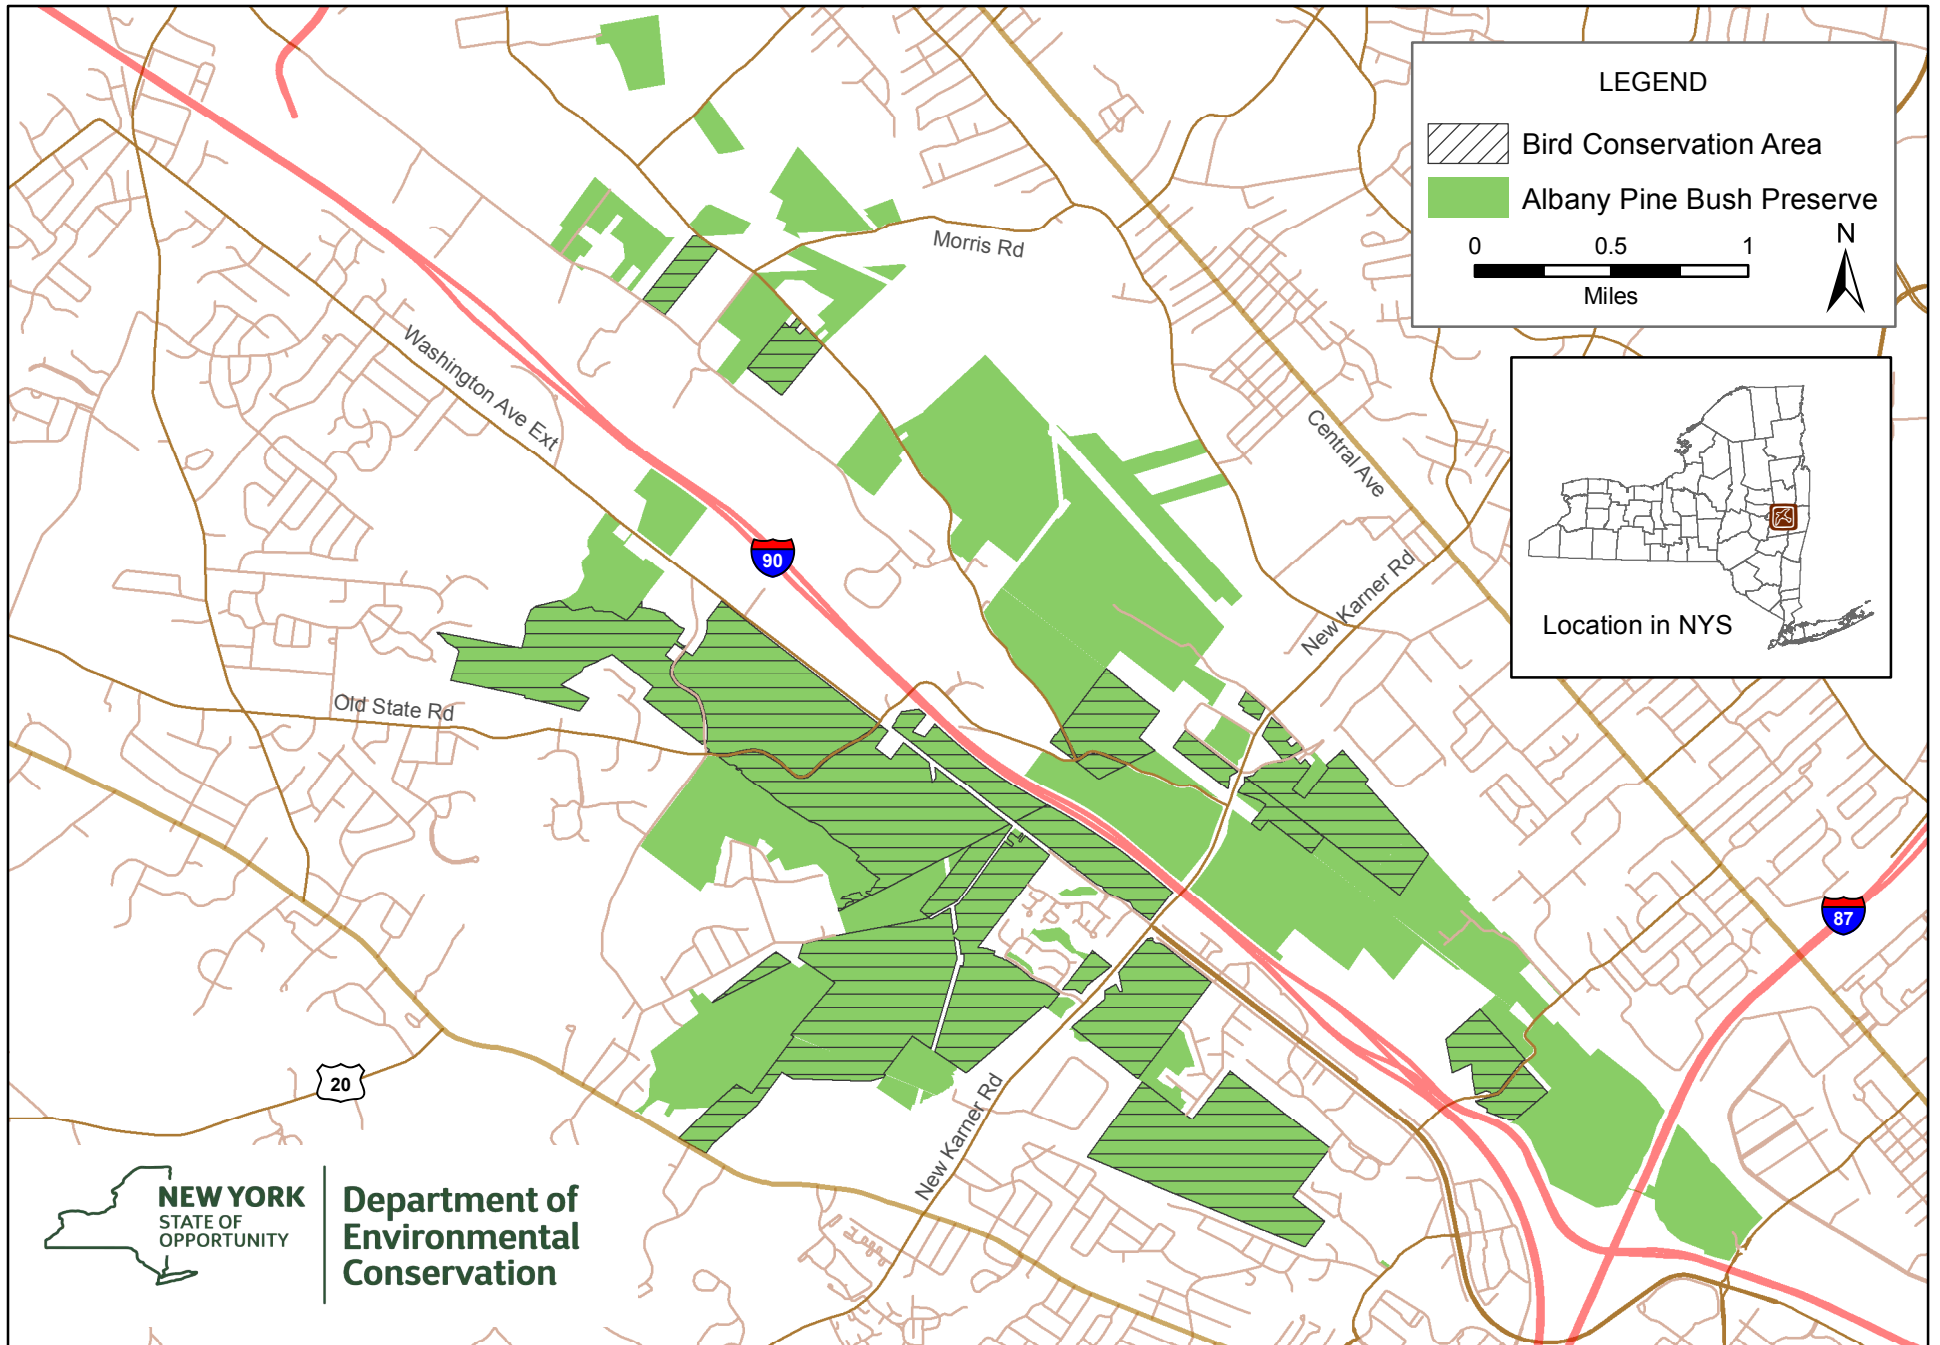 LEGEND
Bird Conservation Area
Albany Pine Bush Preserve
0 0.5 1
Miles
N
Morris Rd
Washington Ave Ext
Central Ave
90
New Karner Rd
Location in NYS
Old State Rd
87
20
New Karner Rd
NEW YORK
STATE OF
OPPORTUNITY
Department of
Environmental
Conservation